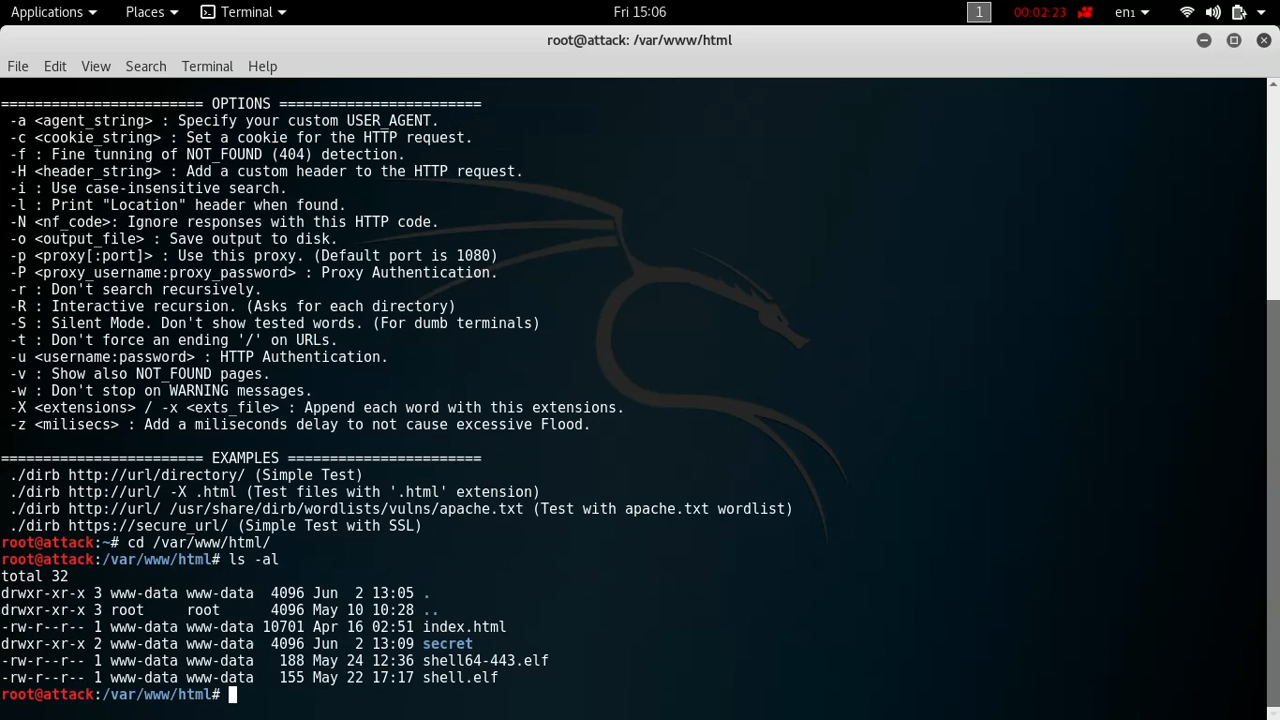 Applications Places Terminal Fri 15:06 1 00:02:23 en1
root@attack: /var/www/html
File Edit View Search Terminal Help
======================== OPTIONS ========================
-a <agent_string> : Specify your custom USER_AGENT.
-c <cookie_string> : Set a cookie for the HTTP request.
-f : Fine tunning of NOT_FOUND (404) detection.
-H <header_string> : Add a custom header to the HTTP request.
-i : Use case-insensitive search.
-l : Print "Location" header when found.
-N <nf_code>: Ignore responses with this HTTP code.
-o <output_file> : Save output to disk.
-p <proxy[:port]> : Use this proxy. (Default port is 1080)
-P <proxy_username:proxy_password> : Proxy Authentication.
-r : Don't search recursively.
-R : Interactive recursion. (Asks for each directory)
-S : Silent Mode. Don't show tested words. (For dumb terminals)
-t : Don't force an ending '/' on URLs.
-u <username:password> : HTTP Authentication.
-v : Show also NOT_FOUND pages.
-w : Don't stop on WARNING messages.
-X <extensions> / -x <exts_file> : Append each word with this extensions.
-z <milisecs> : Add a miliseconds delay to not cause excessive Flood.
======================== EXAMPLES =======================
./dirb http://url/directory/ (Simple Test)
./dirb http://url/ -X .html (Test files with '.html' extension)
./dirb http://url/ /usr/share/dirb/wordlists/vulns/apache.txt (Test with apache.txt wordlist)
./dirb https://secure_url/ (Simple Test with SSL)
root@attack:~# cd /var/www/html/
root@attack:/var/www/html# ls -al
total 32
drwxr-xr-x 3 www-data www-data 4096 Jun 2 13:05 .
drwxr-xr-x 3 root root 4096 May 10 10:28 ..
-rw-r--r-- 1 www-data www-data 10701 Apr 16 02:51 index.html
drwxr-xr-x 2 www-data www-data 4096 Jun 2 13:09 secret
-rw-r--r-- 1 www-data www-data 188 May 24 12:36 shell64-443.elf
-rw-r--r-- 1 www-data www-data 155 May 22 17:17 shell.elf
root@attack:/var/www/html#